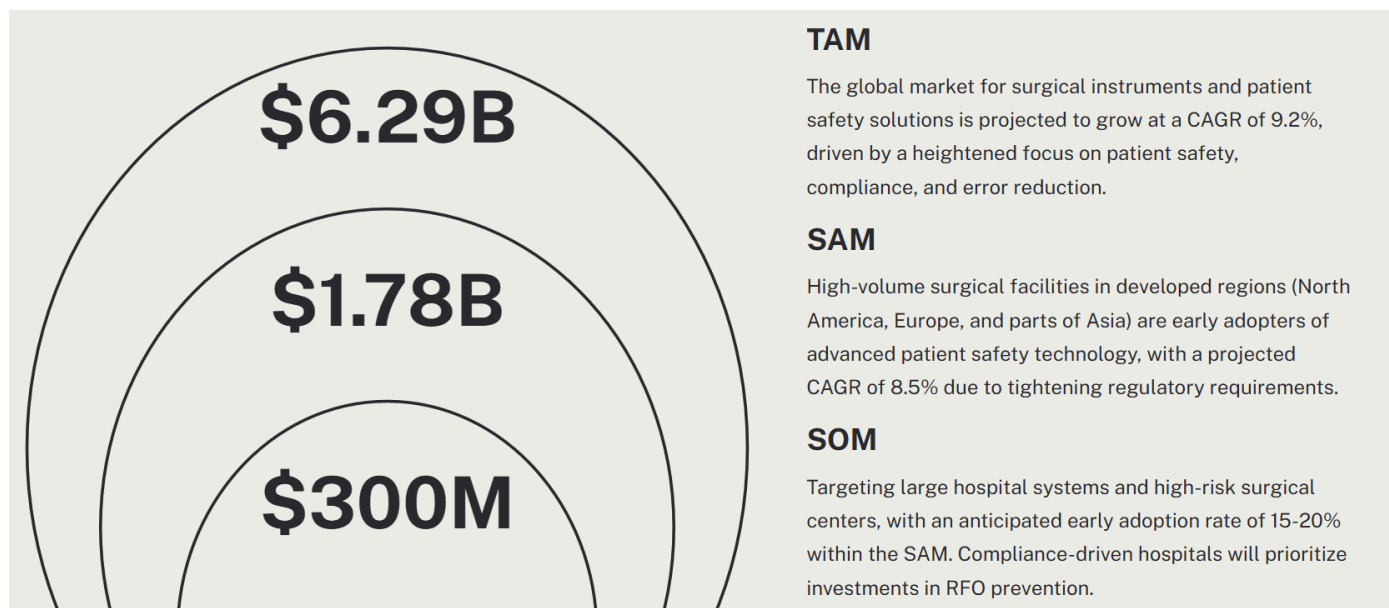 $6.29B
$1.78B
$300M
TAM
The global market for surgical instruments and patient
safety solutions is projected to grow at a CAGR of 9.2%,
driven by a heightened focus on patient safety,
compliance, and error reduction.
SAM
High-volume surgical facilities in developed regions (North
America, Europe, and parts of Asia) are early adopters of
advanced patient safety technology, with a projected
CAGR of 8.5% due to tightening regulatory requirements.
SOM
Targeting large hospital systems and high-risk surgical
centers, with an anticipated early adoption rate of 15-20%
within the SAM. Compliance-driven hospitals will prioritize
investments in RFO prevention.